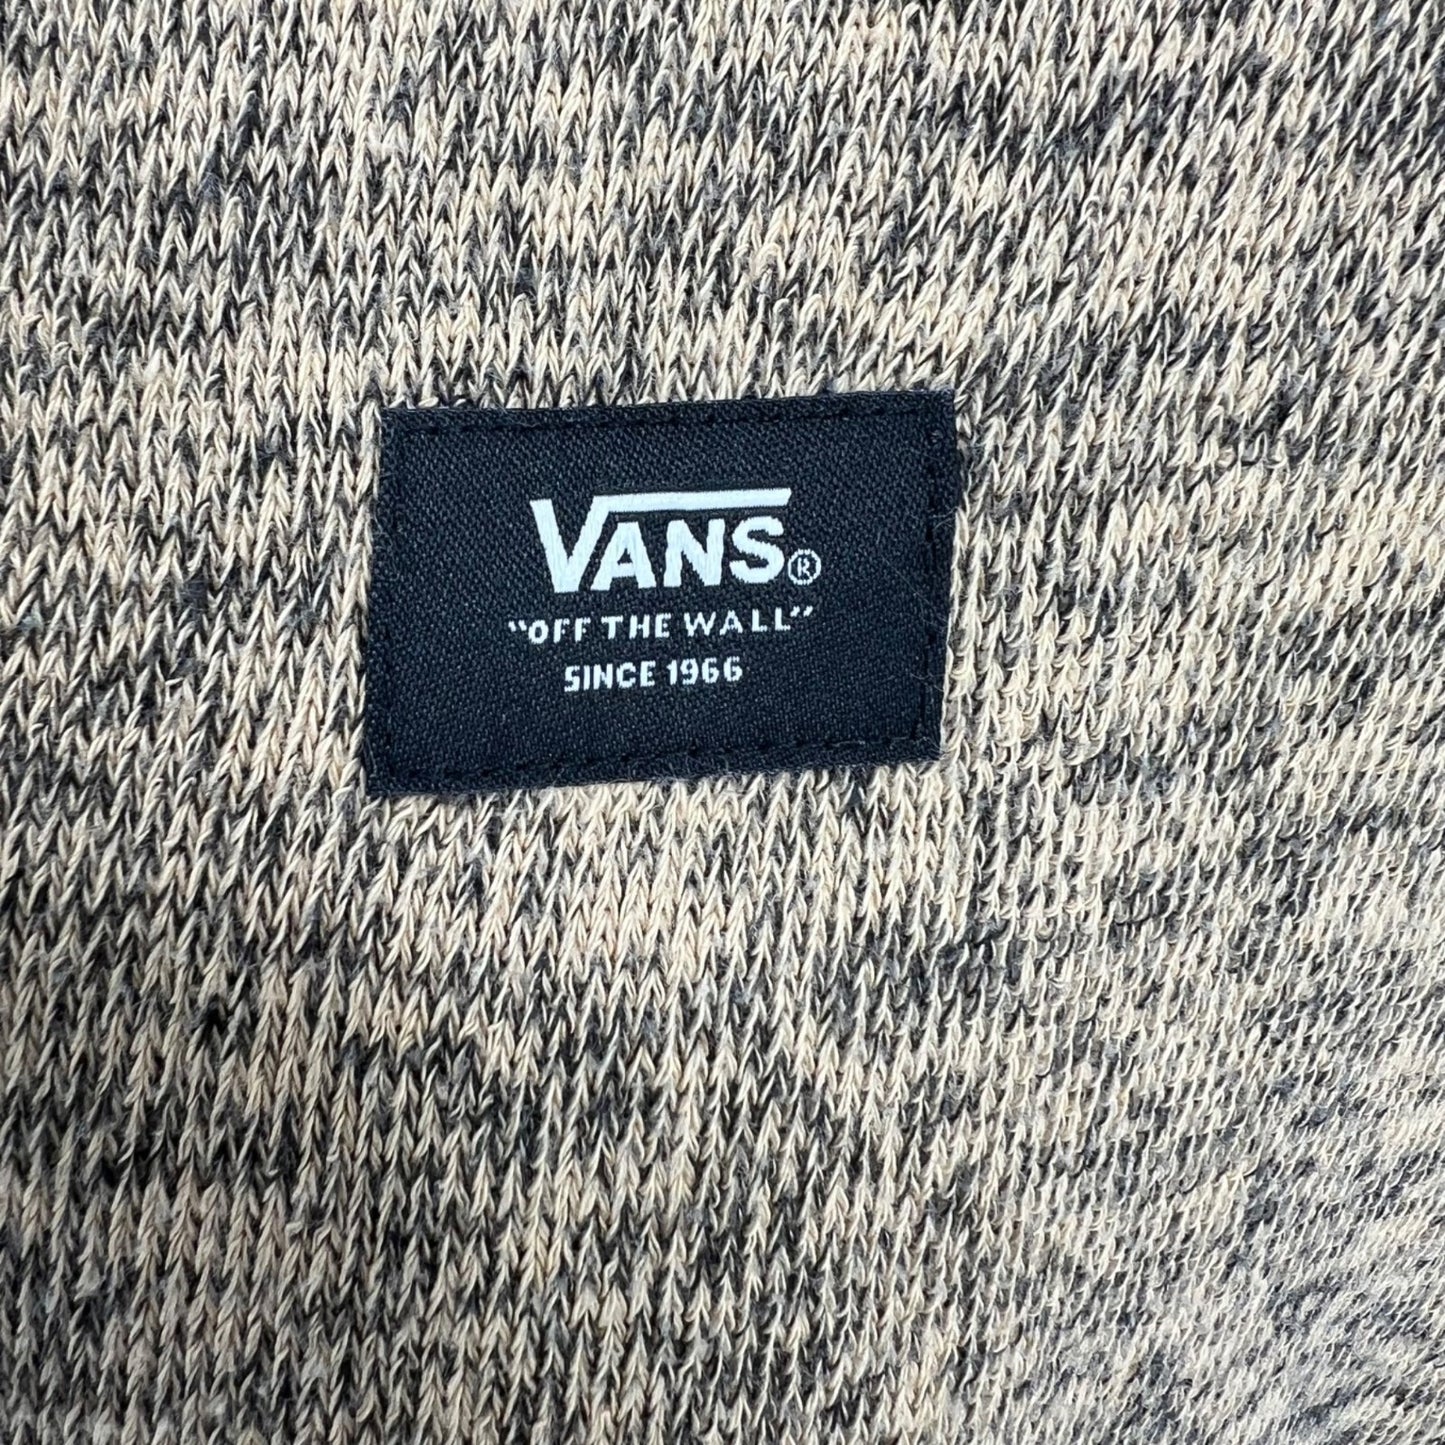 VANS®
"OFF THE WALL"
SINCE 1966